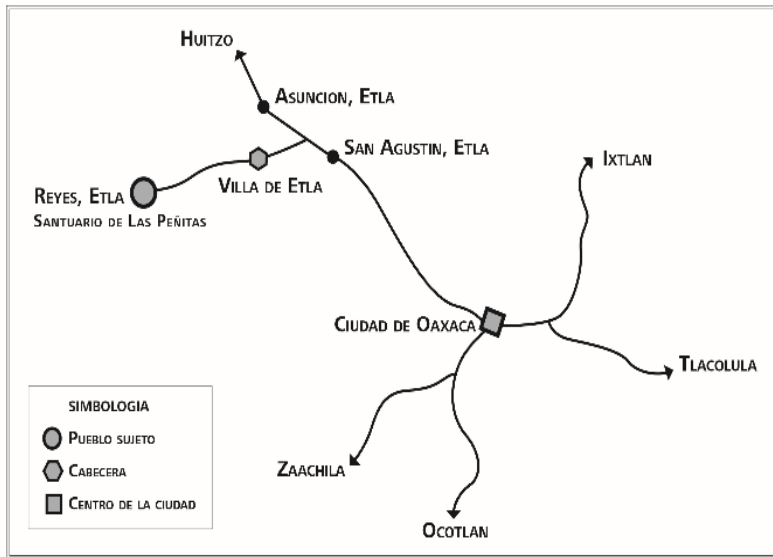 HUITZO
ASUNCION, ETLA
SAN AGUSTIN, ETLA
IXTLAN
VILLA DE ETLA
REYES, ETLA
SANTUARIO DE LAS PEÑITAS
CIUDAD DE OAXACA
TLACOLULA
SIMBOLOGIA
PUEBLO SUJETO
CABECERA
CENTRO DE LA CIUDAD
ZAACHILA
OCOTLAN